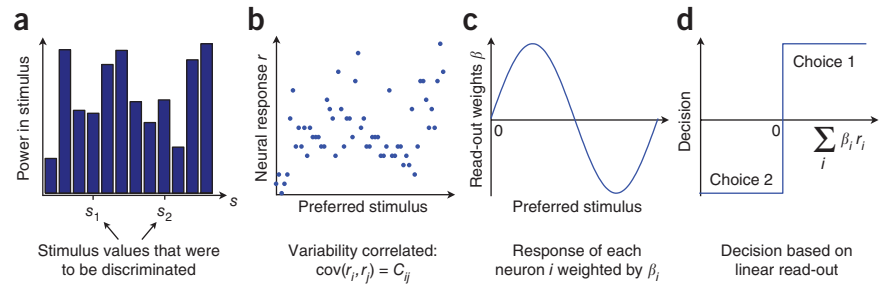 a
Power in stimulus
s₁
s₂
s
Stimulus values that were
to be discriminated
b
Neural response r
Preferred stimulus
Variability correlated:
cov(rᵢ,rⱼ) = Cᵢⱼ
c
Read-out weights β
0
Preferred stimulus
Response of each
neuron i weighted by βᵢ
d
Decision
Choice 1
0
∑ βᵢ rᵢ
i
Choice 2
Decision based on
linear read-out